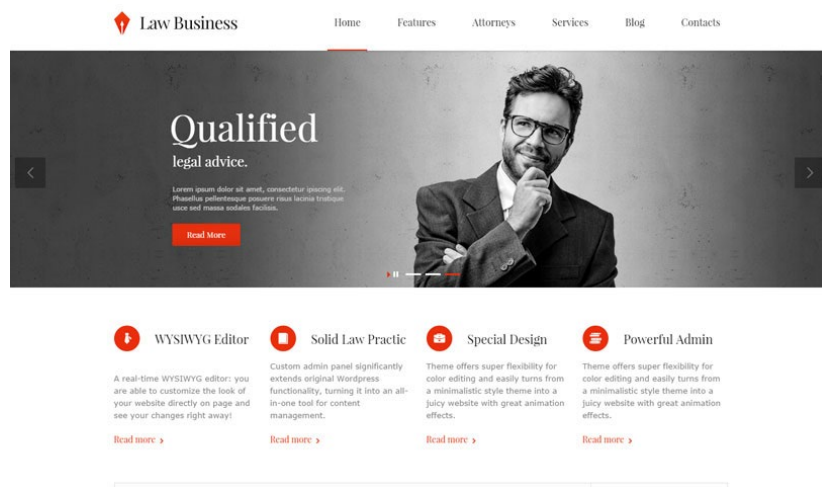 Law Business
Home Features Attorneys Services Blog Contacts
Qualified
legal advice.
Lorem ipsum dolor sit amet, consectetur ipiscing elit.
Phasellus pellentesque posuere risus lacinia tristique
usce sed massa sodales facilisis.
Read More
WYSIWYG Editor
A real-time WYSIWYG editor: you
are able to customize the look of
your website directly on page and
see your changes right away!
Read more
Solid Law Practic
Custom admin panel significantly
extends original Wordpress
functionality, turning it into an all-
in-one tool for content
management.
Read more
Special Design
Theme offers super flexibility for
color editing and easily turns from
a minimalistic style theme into a
juicy website with great animation
effects.
Read more
Powerful Admin
Theme offers super flexibility for
color editing and easily turns from
a minimalistic style theme into a
juicy website with great animation
effects.
Read more